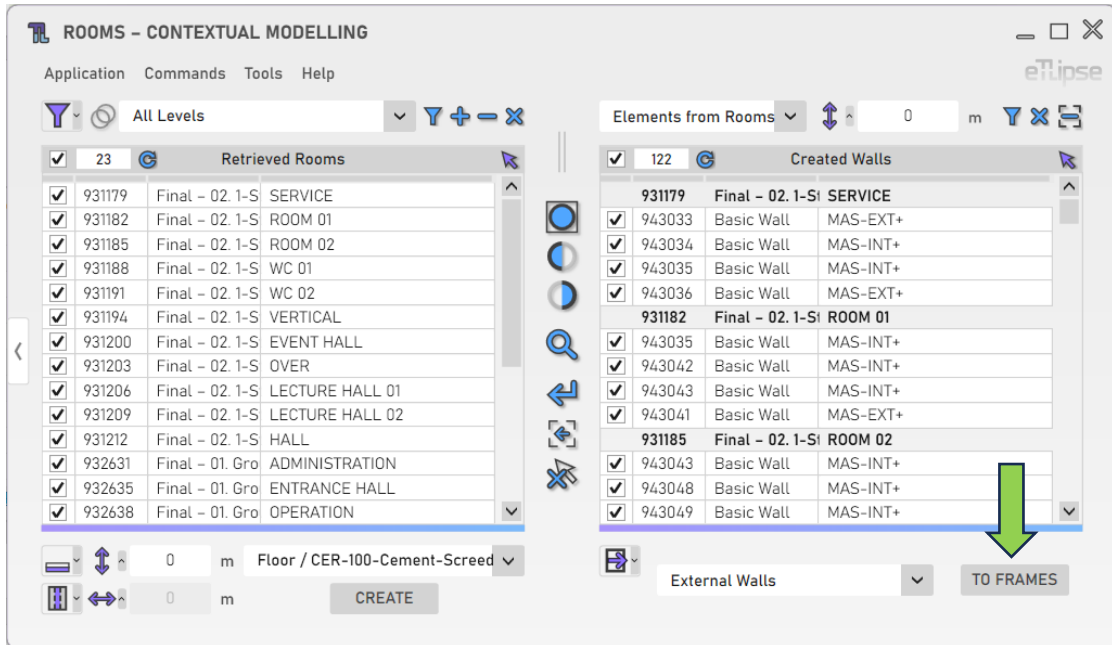 ROOMS – CONTEXTUAL MODELLING
Application Commands Tools Help
eTLipse
All Levels
Elements from Rooms 0 m
23 Retrieved Rooms
931179 Final – 02. 1-S SERVICE
931182 Final – 02. 1-S ROOM 01
931185 Final – 02. 1-S ROOM 02
931188 Final – 02. 1-S WC 01
931191 Final – 02. 1-S WC 02
931194 Final – 02. 1-S VERTICAL
931200 Final – 02. 1-S EVENT HALL
931203 Final – 02. 1-S OVER
931206 Final – 02. 1-S LECTURE HALL 01
931209 Final – 02. 1-S LECTURE HALL 02
931212 Final – 02. 1-S HALL
932631 Final – 01. Gro ADMINISTRATION
932635 Final – 01. Gro ENTRANCE HALL
932638 Final – 01. Gro OPERATION
122 Created Walls
931179 Final – 02. 1-St SERVICE
943033 Basic Wall MAS-EXT+
943034 Basic Wall MAS-INT+
943035 Basic Wall MAS-INT+
943036 Basic Wall MAS-EXT+
931182 Final – 02. 1-St ROOM 01
943035 Basic Wall MAS-INT+
943042 Basic Wall MAS-INT+
943043 Basic Wall MAS-INT+
943041 Basic Wall MAS-EXT+
931185 Final – 02. 1-St ROOM 02
943043 Basic Wall MAS-INT+
943048 Basic Wall MAS-INT+
943049 Basic Wall MAS-INT+
0 m Floor / CER-100-Cement-Screed
0 m CREATE
External Walls TO FRAMES